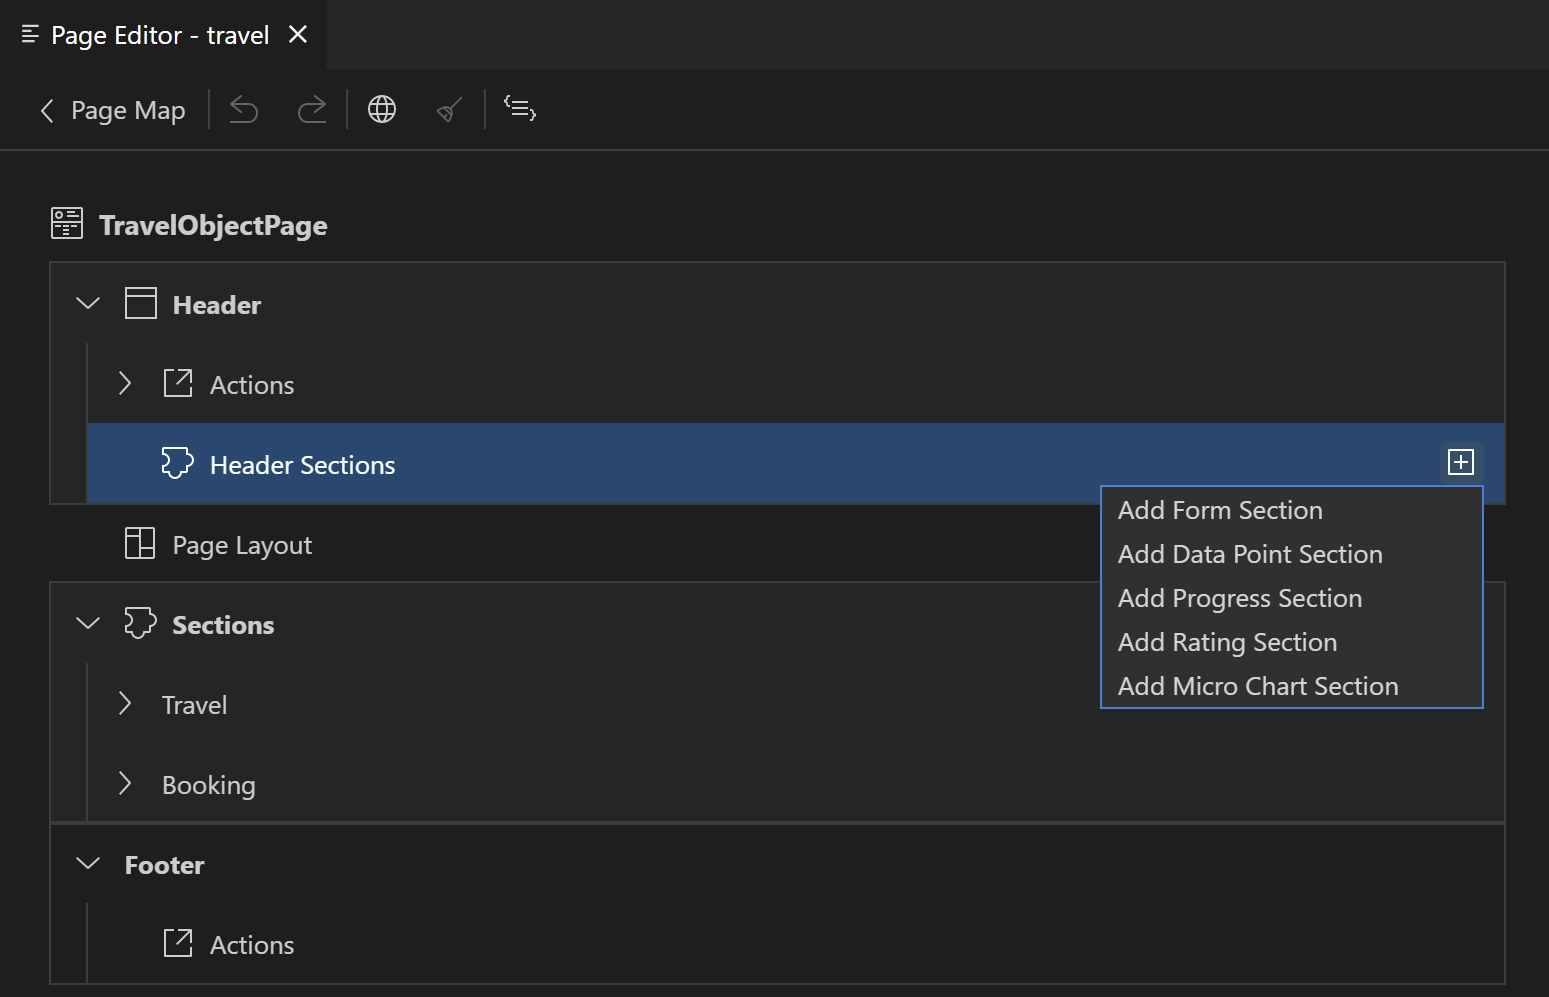 Page Editor - travel
Page Map
TravelObjectPage
Header
Actions
Header Sections
Add Form Section
Add Data Point Section
Add Progress Section
Add Rating Section
Add Micro Chart Section
Page Layout
Sections
Travel
Booking
Footer
Actions